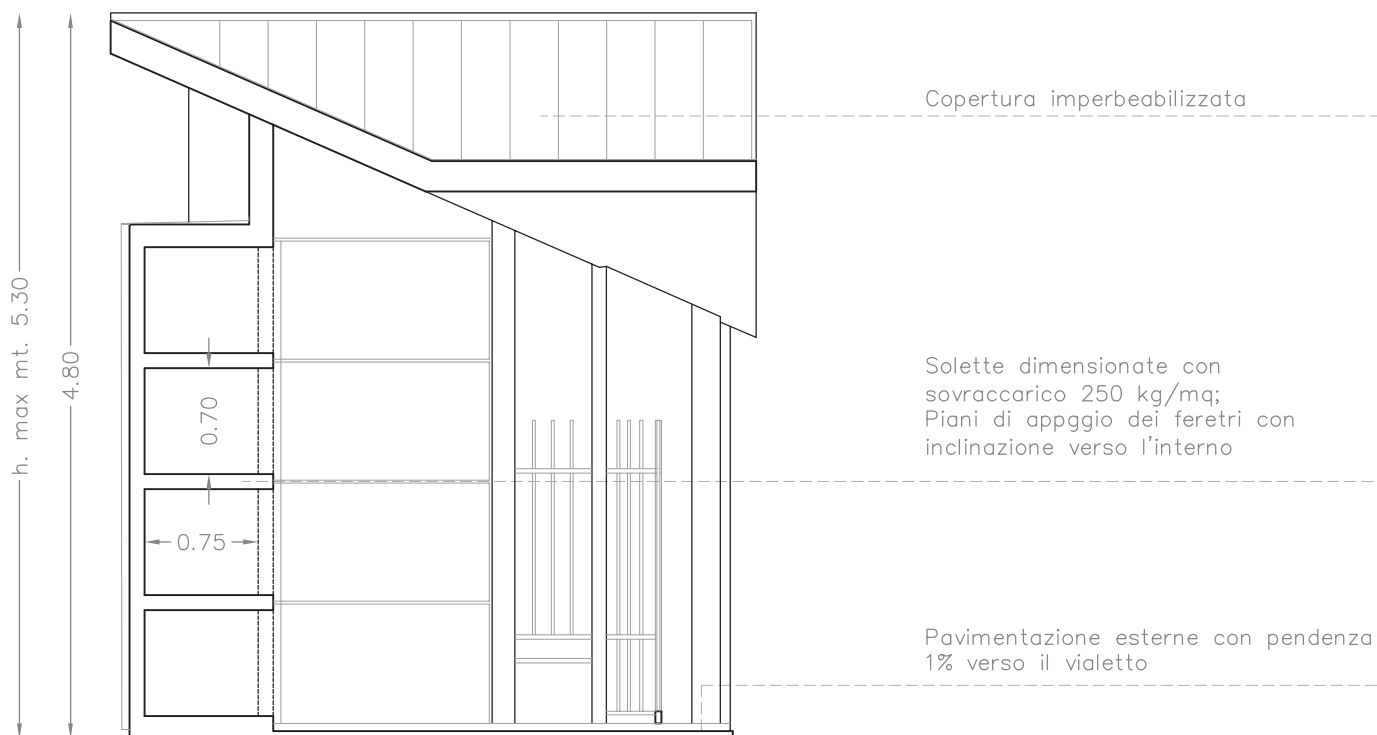 h. max mt. 5.30
4.80
0.70
0.75
Copertura imperbeabilizzata
Solette dimensionate con
sovraccarico 250 kg/mq;
Piani di appggio dei feretri con
inclinazione verso l'interno
Pavimentazione esterne con pendenza
1% verso il vialetto